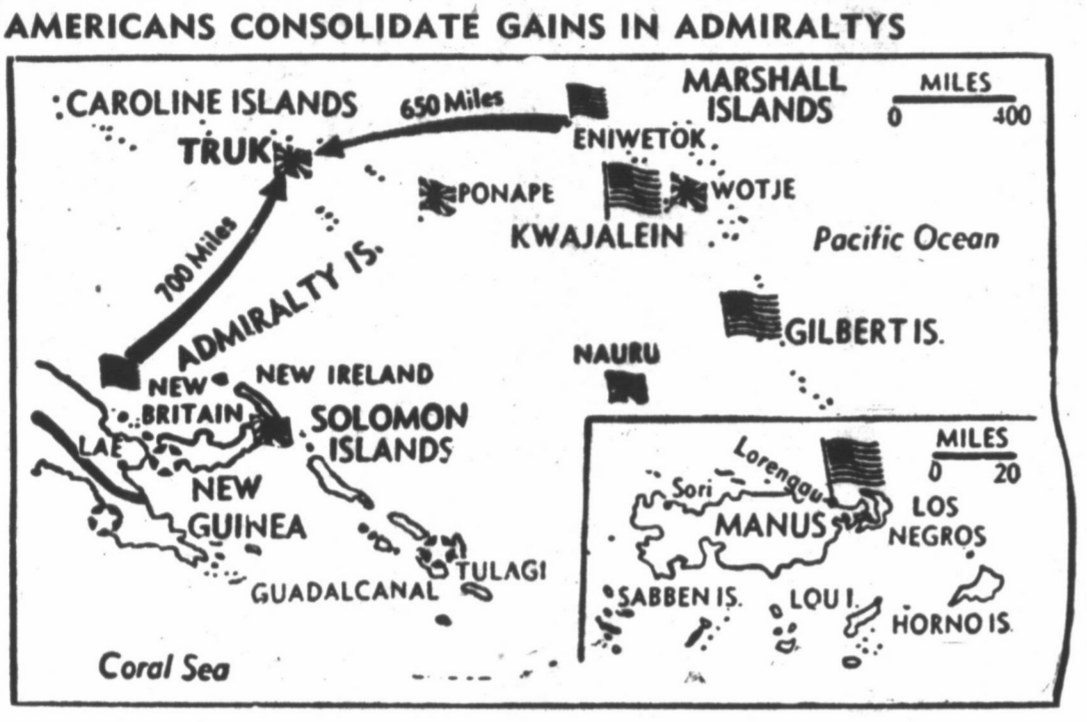 AMERICANS CONSOLIDATE GAINS IN ADMIRALTYS
CAROLINE ISLANDS
650 Miles
MARSHALL
ISLANDS
MILES
0 400
ENIWETOK
TRUK
PONAPE
WOTJE
KWAJALEIN
Pacific Ocean
700 Miles
ADMIRALTY IS.
GILBERT IS.
NAURU
NEW IRELAND
NEW
BRITAIN
SOLOMON
ISLANDS
LAE
NEW
GUINEA
TULAGI
GUADALCANAL
Coral Sea
MILES
0 20
Lorengau
Sori
MANUS
LOS
NEGROS
SABBEN IS.
LOU I.
HORNO IS.